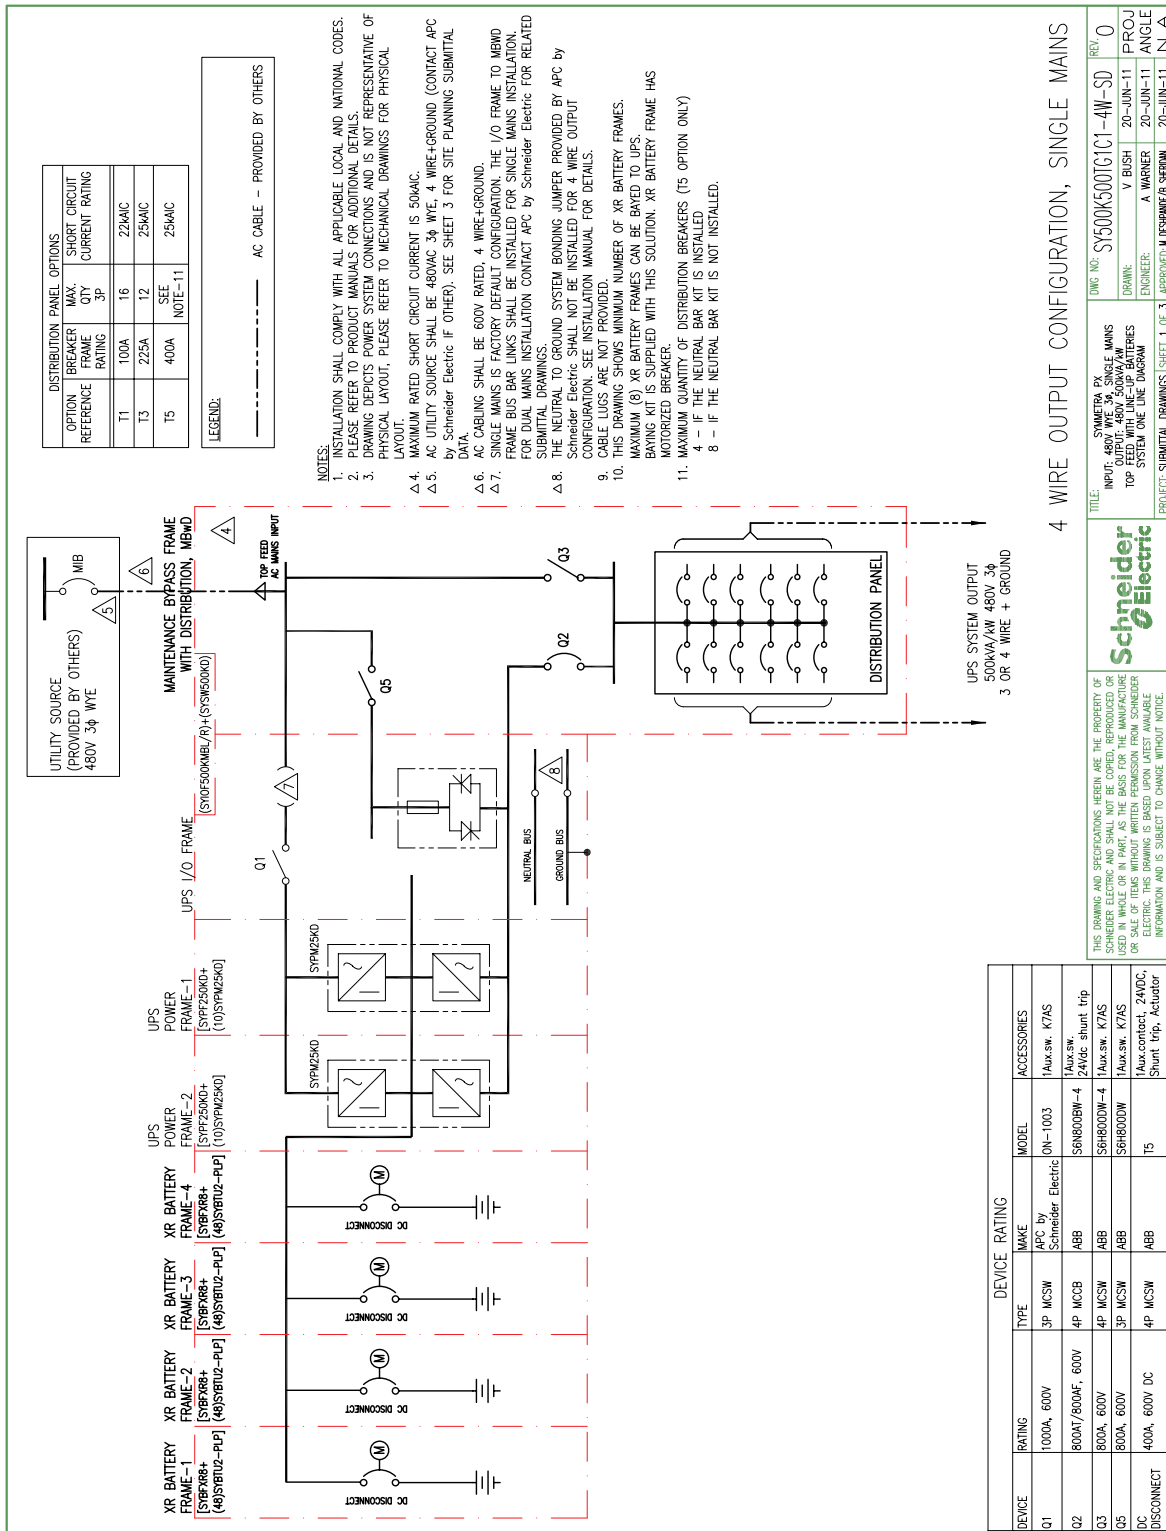 UTILITY SOURCE
(PROVIDED BY OTHERS)
480V 3ϕ WYE
MIB
5
6
MAINTENANCE BYPASS FRAME
WITH DISTRIBUTION, MBwD
(SYIOF500KMBL/R)+(SYSW500KD)
4
TOP FEED
AC MAINS INPUT
UPS I/O FRAME
UPS
POWER
FRAME-1
[SYPF250KD+
(10)SYPM25KD]
UPS
POWER
FRAME-2
[SYPF250KD+
(10)SYPM25KD]
XR BATTERY
FRAME-4
[SYBFXR8+
(48)SYBTU2-PLP]
XR BATTERY
FRAME-3
[SYBFXR8+
(48)SYBTU2-PLP]
XR BATTERY
FRAME-2
[SYBFXR8+
(48)SYBTU2-PLP]
XR BATTERY
FRAME-1
[SYBFXR8+
(48)SYBTU2-PLP]
Q1
7
Q5
Q3
Q2
SYPM25KD
SYPM25KD
NEUTRAL BUS
GROUND BUS
8
M
DC DISCONNECT
M
DC DISCONNECT
M
DC DISCONNECT
M
DC DISCONNECT
DISTRIBUTION PANEL
UPS SYSTEM OUTPUT
500kVA/kW 480V 3ϕ
3 OR 4 WIRE + GROUND
DISTRIBUTION PANEL OPTIONS
OPTION REFERENCE BREAKER FRAME RATING MAX. QTY 3P SHORT CIRCUIT CURRENT RATING
T1 100A 16 22kAIC
T3 225A 12 25kAIC
T5 400A SEE NOTE-11 25kAIC
LEGEND:
AC CABLE - PROVIDED BY OTHERS
NOTES:
1. INSTALLATION SHALL COMPLY WITH ALL APPLICABLE LOCAL AND NATIONAL CODES.
2. PLEASE REFER TO PRODUCT MANUALS FOR ADDITIONAL DETAILS.
3. DRAWING DEPICTS POWER SYSTEM CONNECTIONS AND IS NOT REPRESENTATIVE OF
PHYSICAL LAYOUT, PLEASE REFER TO MECHANICAL DRAWINGS FOR PHYSICAL
LAYOUT.
△ 4. MAXIMUM RATED SHORT CIRCUIT CURRENT IS 50kAIC.
△ 5. AC UTILITY SOURCE SHALL BE 480VAC 3ϕ WYE, 4 WIRE+GROUND (CONTACT APC
by Schneider Electric IF OTHER). SEE SHEET 3 FOR SITE PLANNING SUBMITTAL
DATA.
△ 6. AC CABLING SHALL BE 600V RATED, 4 WIRE+GROUND.
△ 7. SINGLE MAINS IS FACTORY DEFAULT CONFIGURATION. THE I/O FRAME TO MBWD
FRAME BUS BAR LINKS SHALL BE INSTALLED FOR SINGLE MAINS INSTALLATION.
FOR DUAL MAINS INSTALLATION CONTACT APC by Schneider Electric FOR RELATED
SUBMITTAL DRAWINGS.
△ 8. THE NEUTRAL TO GROUND SYSTEM BONDING JUMPER PROVIDED BY APC by
Schneider Electric SHALL NOT BE INSTALLED FOR 4 WIRE OUTPUT
CONFIGURATION. SEE INSTALLATION MANUAL FOR DETAILS.
9. CABLE LUGS ARE NOT PROVIDED.
10. THIS DRAWING SHOWS MINIMUM NUMBER OF XR BATTERY FRAMES.
MAXIMUM (8) XR BATTERY FRAMES CAN BE BAYED TO UPS.
BAYING KIT IS SUPPLIED WITH THIS SOLUTION. XR BATTERY FRAME HAS
MOTORIZED BREAKER.
11. MAXIMUM QUANTITY OF DISTRIBUTION BREAKERS (T5 OPTION ONLY)
4 - IF THE NEUTRAL BAR KIT IS INSTALLED
8 - IF THE NEUTRAL BAR KIT IS NOT INSTALLED.
4 WIRE OUTPUT CONFIGURATION, SINGLE MAINS
DEVICE RATING
DEVICE RATING TYPE MAKE MODEL ACCESSORIES
Q1 1000A, 600V 3P MCSW APC by Schneider Electric ON-1003 1Aux.sw. K7AS
Q2 800AT/800AF, 600V 4P MCCB ABB S6N800BW-4 1Aux.sw. 24Vdc shunt trip
Q3 800A, 600V 4P MCSW ABB S6H800DW-4 1Aux.sw. K7AS
Q5 800A, 600V 3P MCSW ABB S6H800DW 1Aux.sw. K7AS
DC DISCONNECT 400A, 600V DC 4P MCSW ABB T5 1Aux.contact, 24VDC, Shunt trip, Actuator
THIS DRAWING AND SPECIFICATIONS HEREIN ARE THE PROPERTY OF
SCHNEIDER ELECTRIC AND SHALL NOT BE COPIED, REPRODUCED OR
USED IN WHOLE OR IN PART, AS THE BASIS FOR THE MANUFACTURE
OR SALE OF ITEMS WITHOUT WRITTEN PERMISSION FROM SCHNEIDER
ELECTRIC. THIS DRAWING IS BASED UPON LATEST AVAILABLE
INFORMATION AND IS SUBJECT TO CHANGE WITHOUT NOTICE.
Schneider
Electric
TITLE:
SYMMETRA PX
INPUT: 480V WYE 3ϕ, SINGLE MAINS
OUTPUT: 480V, 500KVA/kW
TOP FEED WITH LINE-UP BATTERIES
SYSTEM ONE LINE DIAGRAM
PROJECT: SUBMITTAL DRAWINGS SHEET 1 OF 3
DWG NO: SY500K500TG1C1-4W-SD REV: 0
DRAWN: V BUSH 20-JUN-11 PROJ
ENGINEER: A WARNER 20-JUN-11 ANGLE
APPROVED: M DESHPANDE/R 20-JUN-11